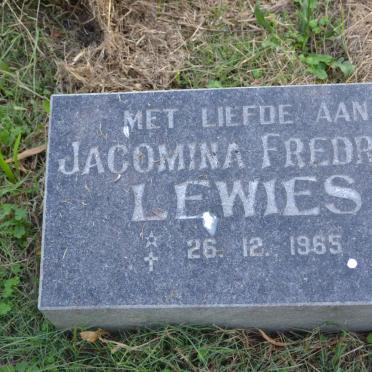 MET LIEFDE AAN
JACOMINA FREDR
LEWIES
☆
✝ 26. 12. 1965